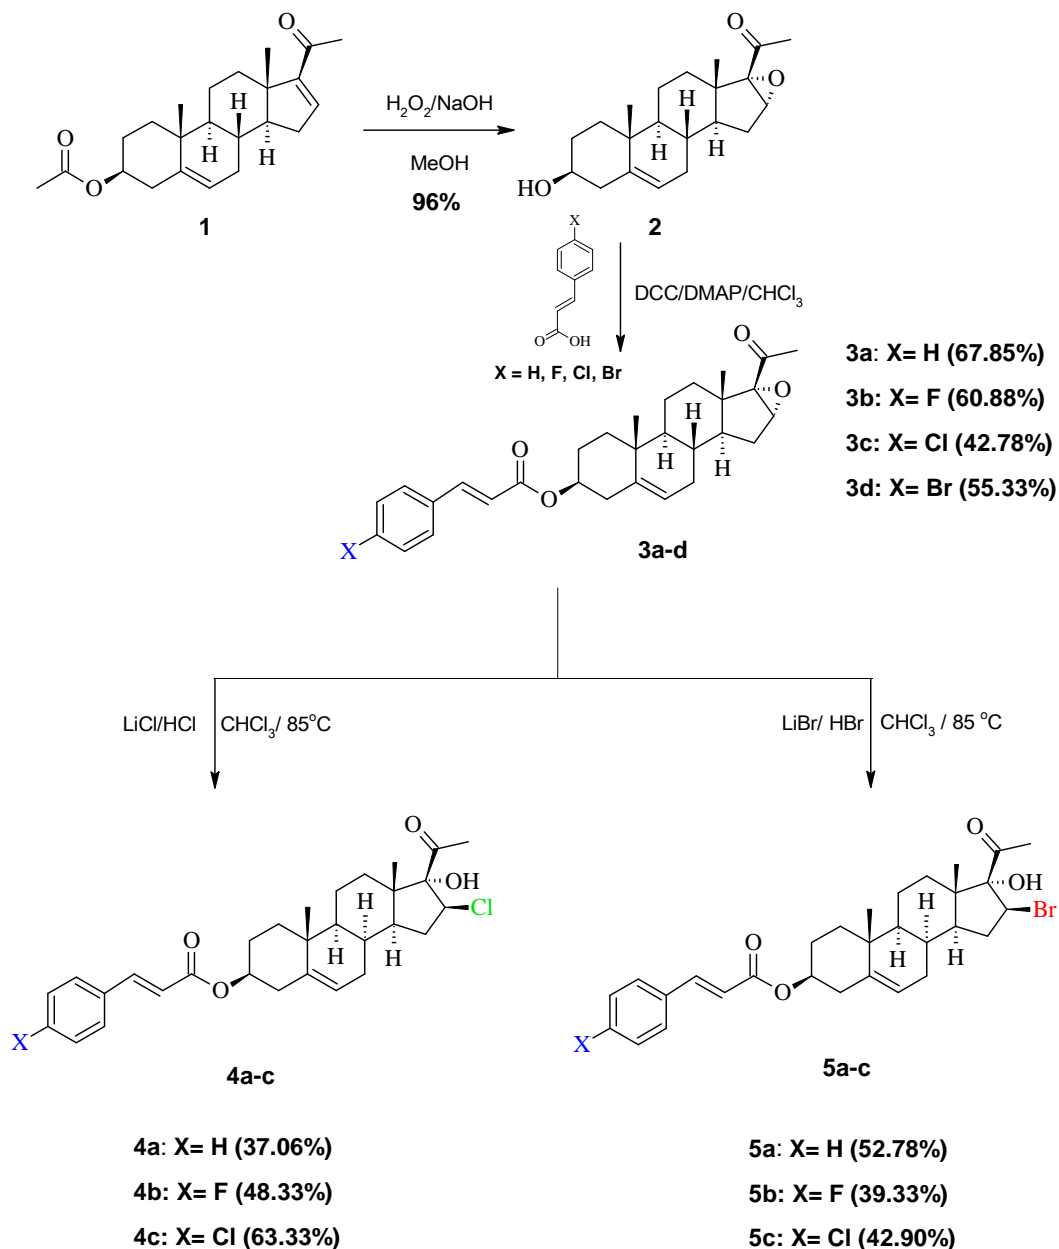 O
H
H
H
O
O
1
H₂O₂/NaOH
MeOH
96%
O
O
H
H
H
HO
2
X
O
OH
X = H, F, Cl, Br
DCC/DMAP/CHCl₃
O
O
H
H
H
O
O
X
3a-d
3a: X= H (67.85%)
3b: X= F (60.88%)
3c: X= Cl (42.78%)
3d: X= Br (55.33%)
LiCl/HCl CHCl₃/ 85°C
LiBr/ HBr CHCl₃ / 85 °C
O
OH
Cl
H
H
H
O
O
X
4a-c
4a: X= H (37.06%)
4b: X= F (48.33%)
4c: X= Cl (63.33%)
O
OH
Br
H
H
H
O
O
X
5a-c
5a: X= H (52.78%)
5b: X= F (39.33%)
5c: X= Cl (42.90%)